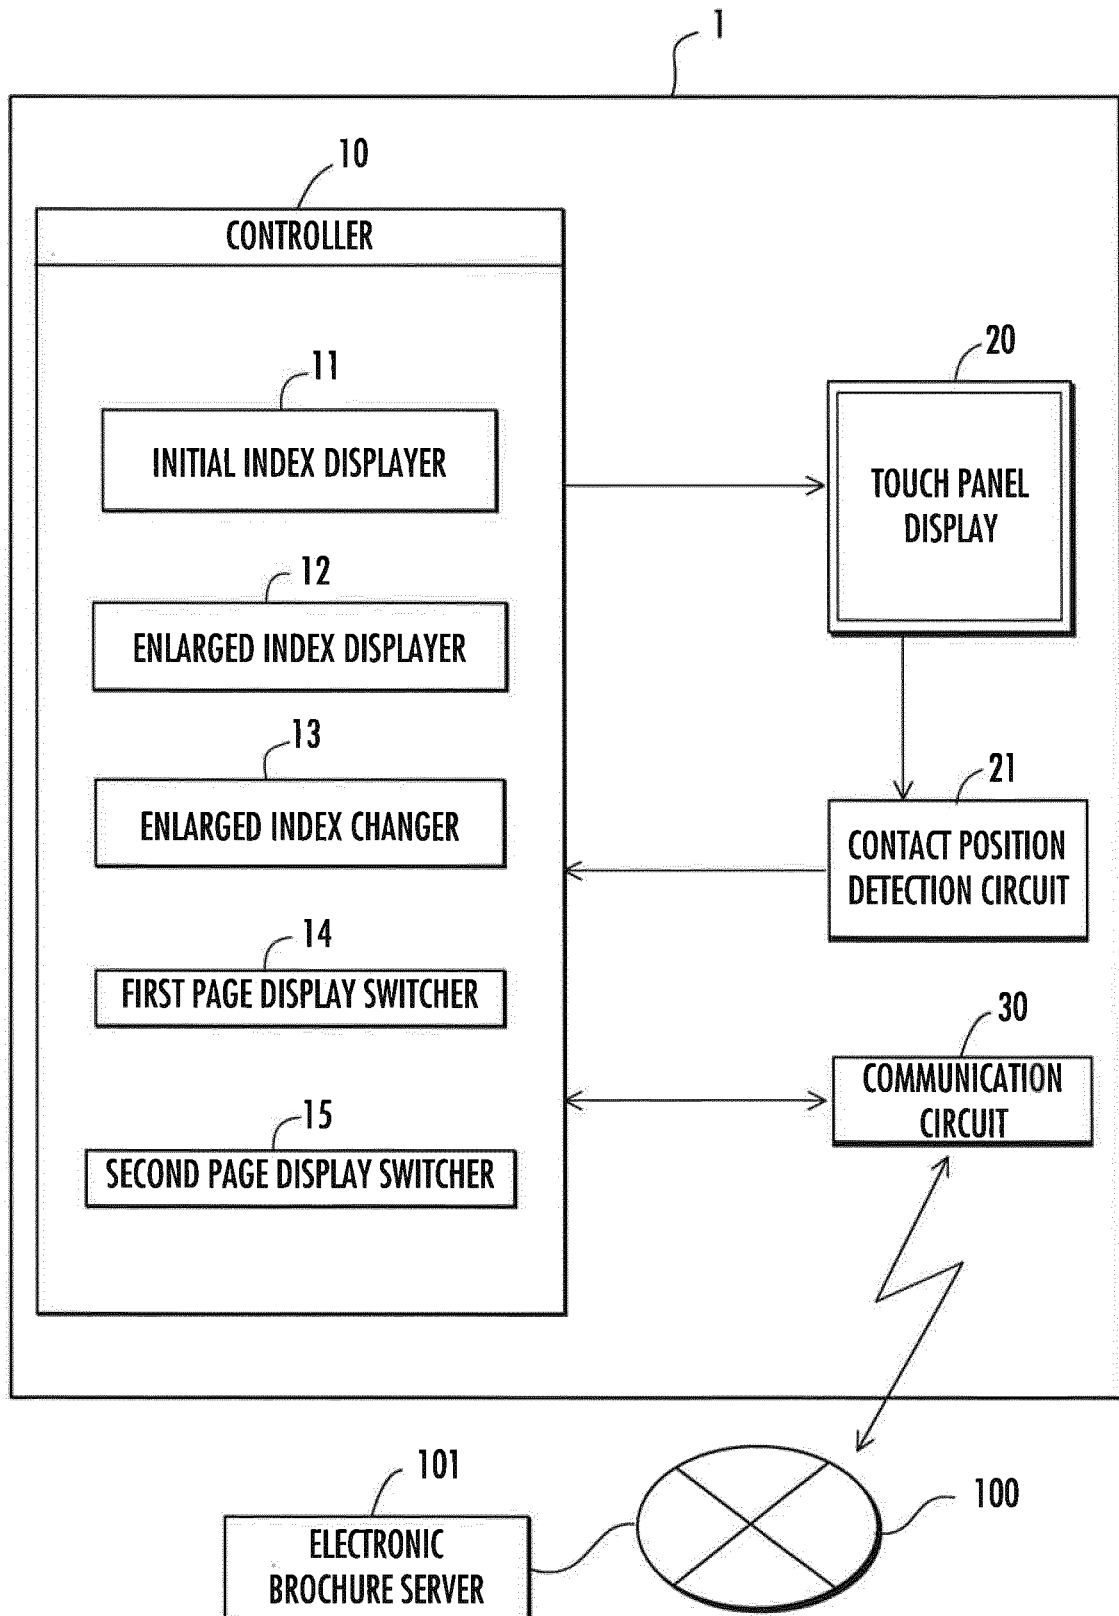 1
10
CONTROLLER
11
INITIAL INDEX DISPLAYER
12
ENLARGED INDEX DISPLAYER
13
ENLARGED INDEX CHANGER
14
FIRST PAGE DISPLAY SWITCHER
15
SECOND PAGE DISPLAY SWITCHER
20
TOUCH PANEL
DISPLAY
21
CONTACT POSITION
DETECTION CIRCUIT
30
COMMUNICATION
CIRCUIT
101
ELECTRONIC
BROCHURE SERVER
100